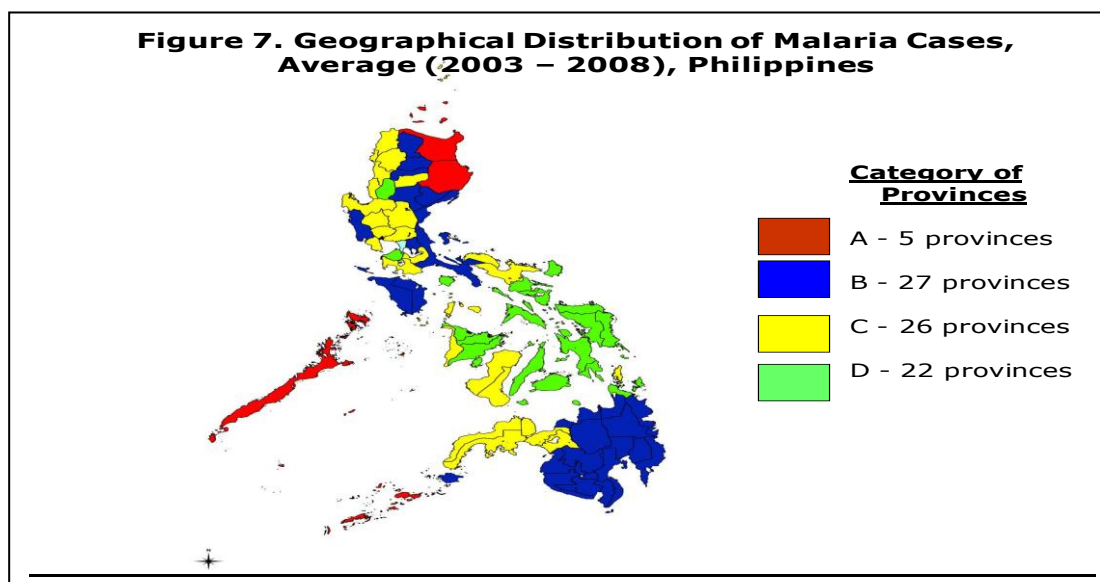 Figure 7. Geographical Distribution of Malaria Cases,
Average (2003 – 2008), Philippines
Category of
Provinces
A - 5 provinces
B - 27 provinces
C - 26 provinces
D - 22 provinces